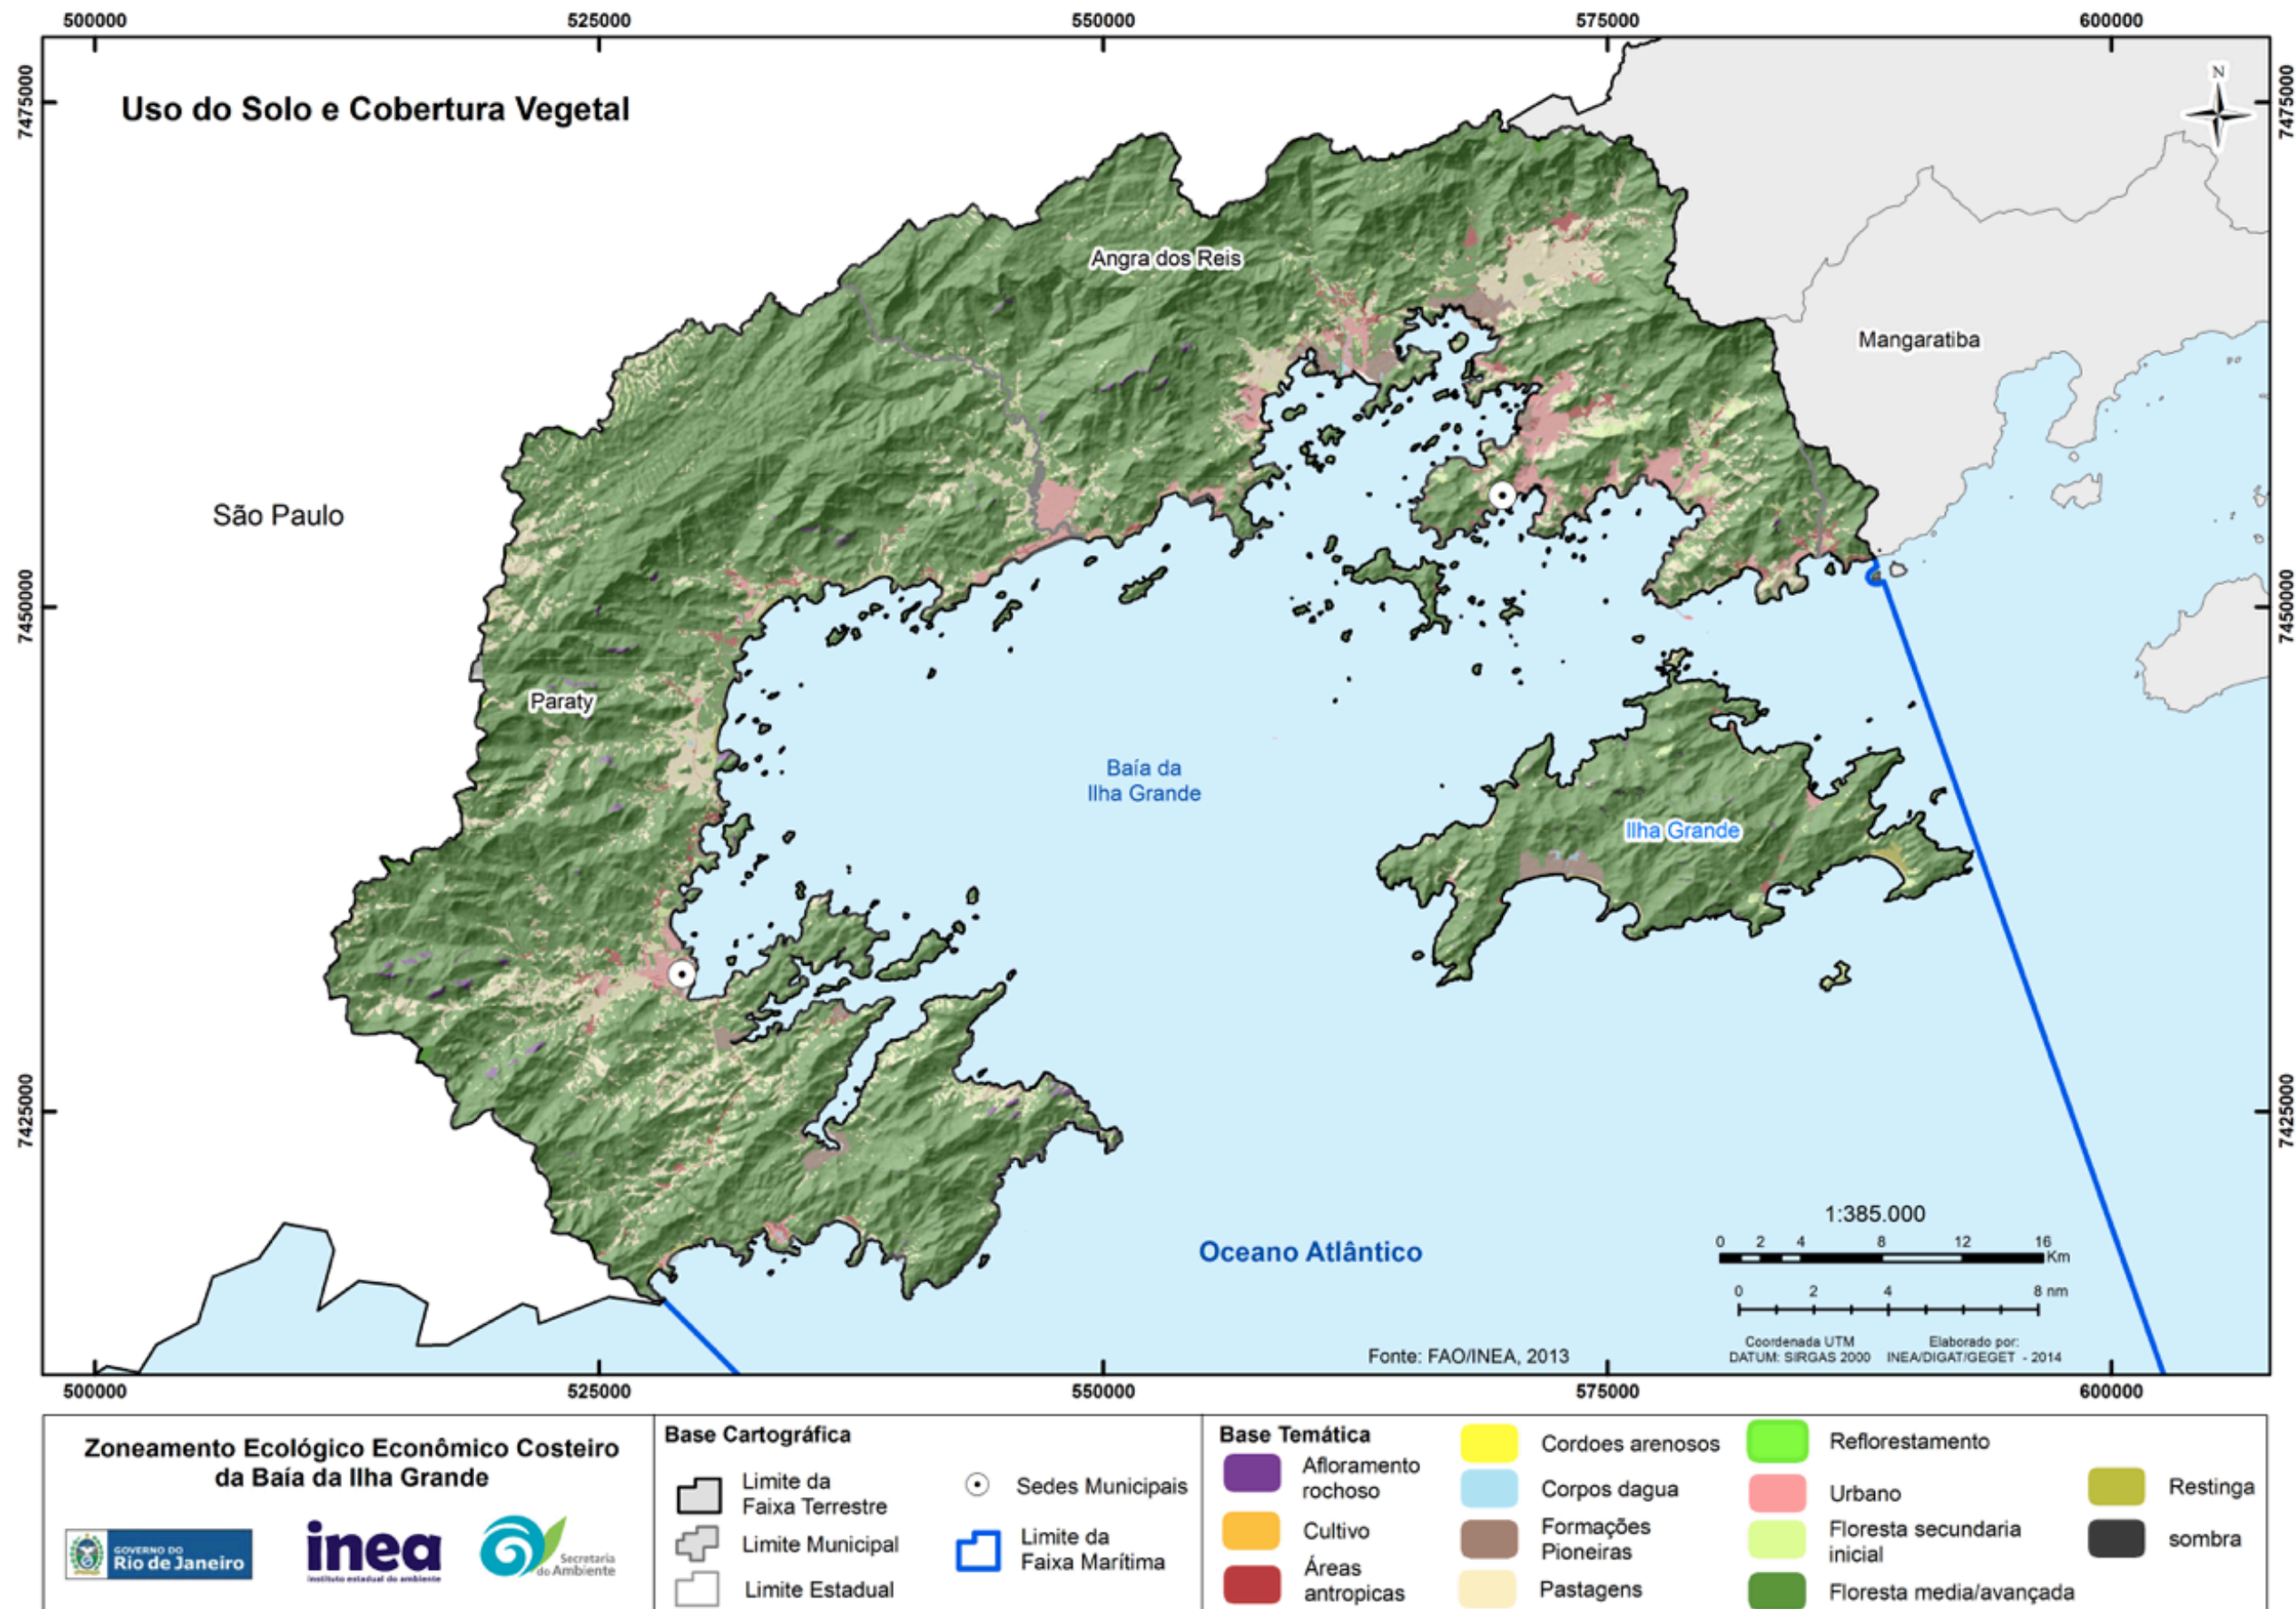 500000 525000 550000 575000 600000
7475000 7475000
Uso do Solo e Cobertura Vegetal
N
Angra dos Reis
Mangaratiba
São Paulo
7450000 7450000
Paraty
Baía da
Ilha Grande
Ilha Grande
7425000 7425000
Oceano Atlântico
1:385.000
0 2 4 8 12 16
Km
0 2 4 8 nm
Coordenada UTM
DATUM: SIRGAS 2000
Elaborado por:
INEA/DIGAT/GEGET - 2014
Fonte: FAO/INEA, 2013
500000 525000 550000 575000 600000
Zoneamento Ecológico Econômico Costeiro
da Baía da Ilha Grande
GOVERNO DO
Rio de Janeiro
inea
instituto estadual do ambiente
Secretaria
do Ambiente
Base Cartográfica
Limite da
Faixa Terrestre
Limite Municipal
Limite Estadual
Sedes Municipais
Limite da
Faixa Marítima
Base Temática
Afloramento
rochoso
Cultivo
Áreas
antropicas
Cordoes arenosos
Corpos dagua
Formações
Pioneiras
Pastagens
Reflorestamento
Urbano
Floresta secundaria
inicial
Floresta media/avançada
Restinga
sombra